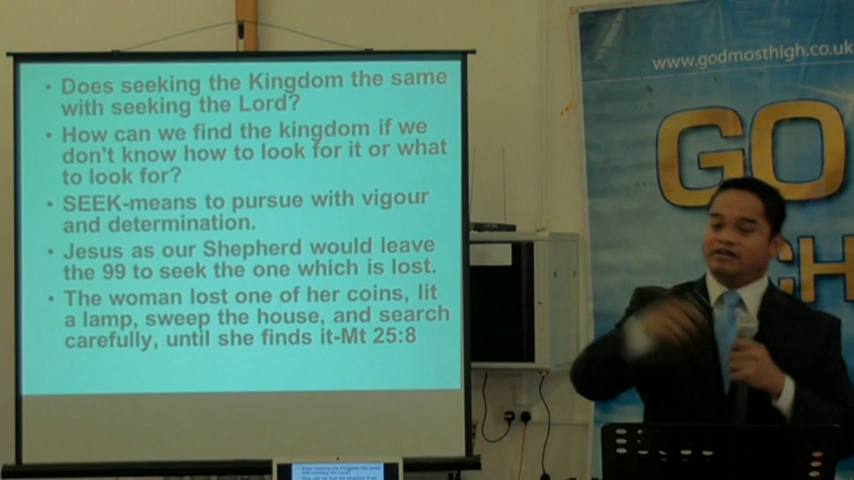 • Does seeking the Kingdom the same
with seeking the Lord?
• How can we find the kingdom if we
don't know how to look for it or what
to look for?
• SEEK-means to pursue with vigour
and determination.
• Jesus as our Shepherd would leave
the 99 to seek the one which is lost.
• The woman lost one of her coins, lit
a lamp, sweep the house, and search
carefully, until she finds it-Mt 25:8
www.godmosthigh.co.uk
GO
CH